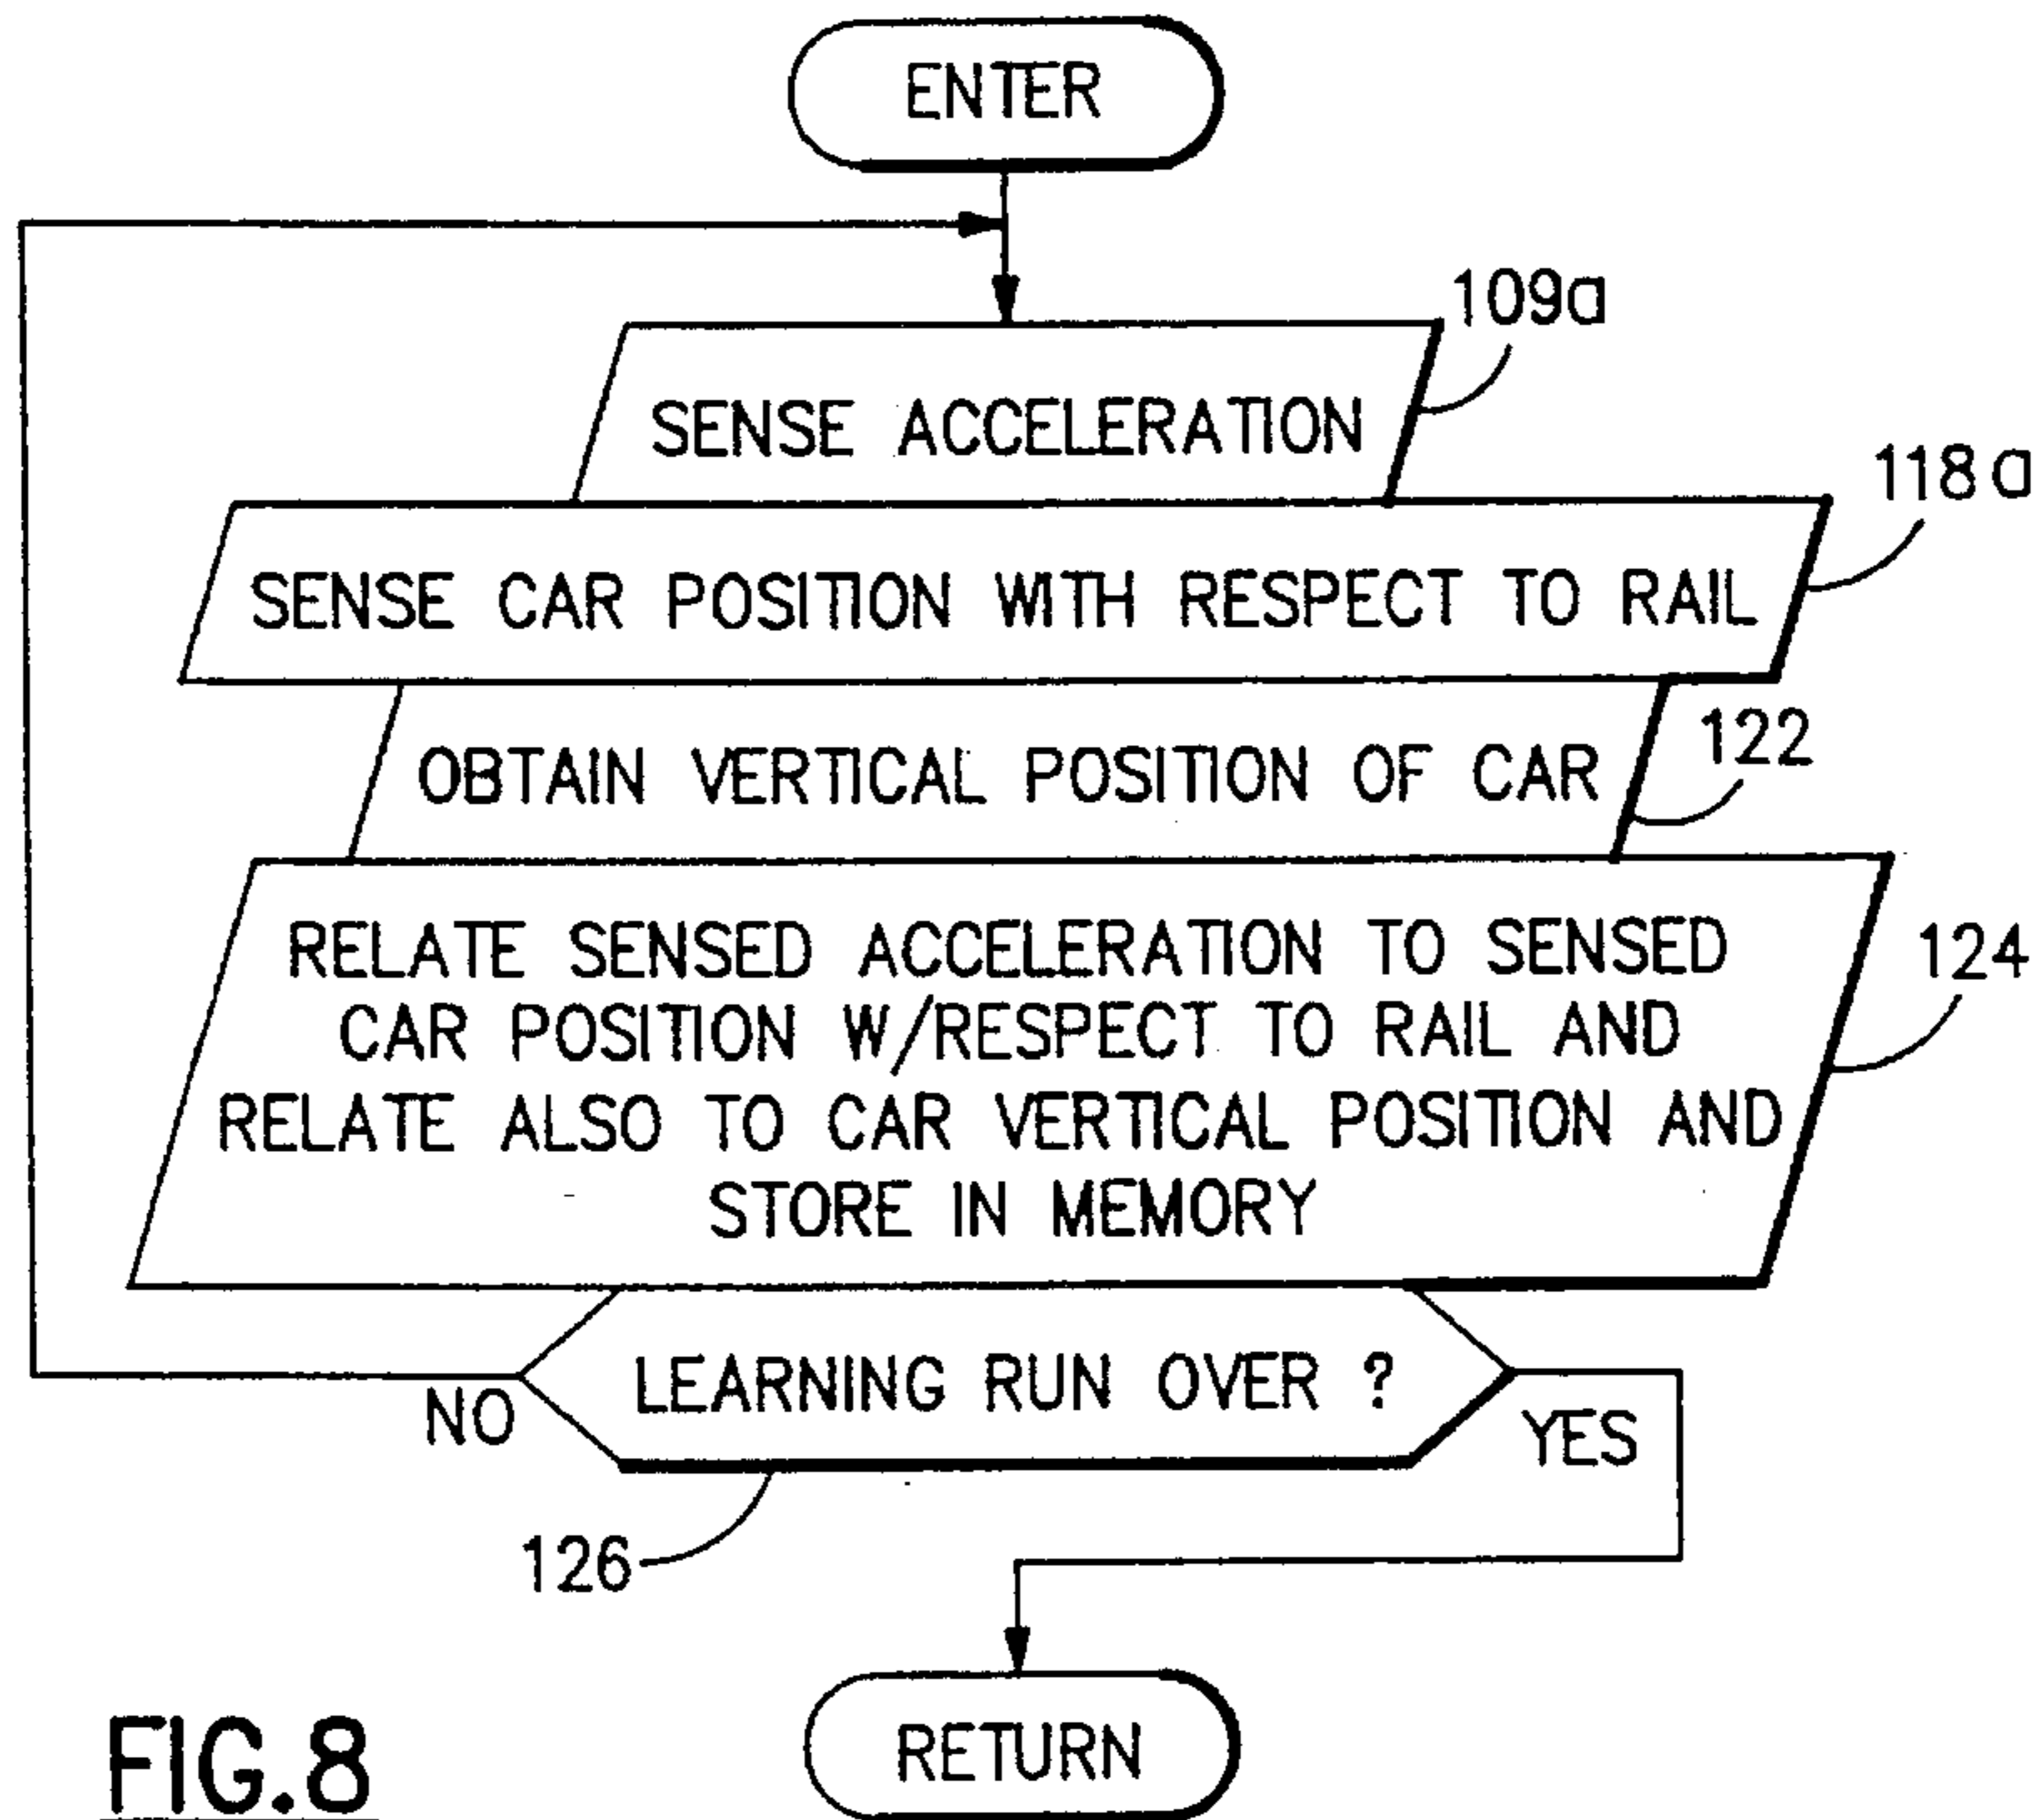 ENTER
109a
SENSE ACCELERATION
118a
SENSE CAR POSITION WITH RESPECT TO RAIL
122
OBTAIN VERTICAL POSITION OF CAR
124
RELATE SENSED ACCELERATION TO SENSED
CAR POSITION W/RESPECT TO RAIL AND
RELATE ALSO TO CAR VERTICAL POSITION AND
STORE IN MEMORY
LEARNING RUN OVER ?
NO
YES
126
RETURN
FIG.8